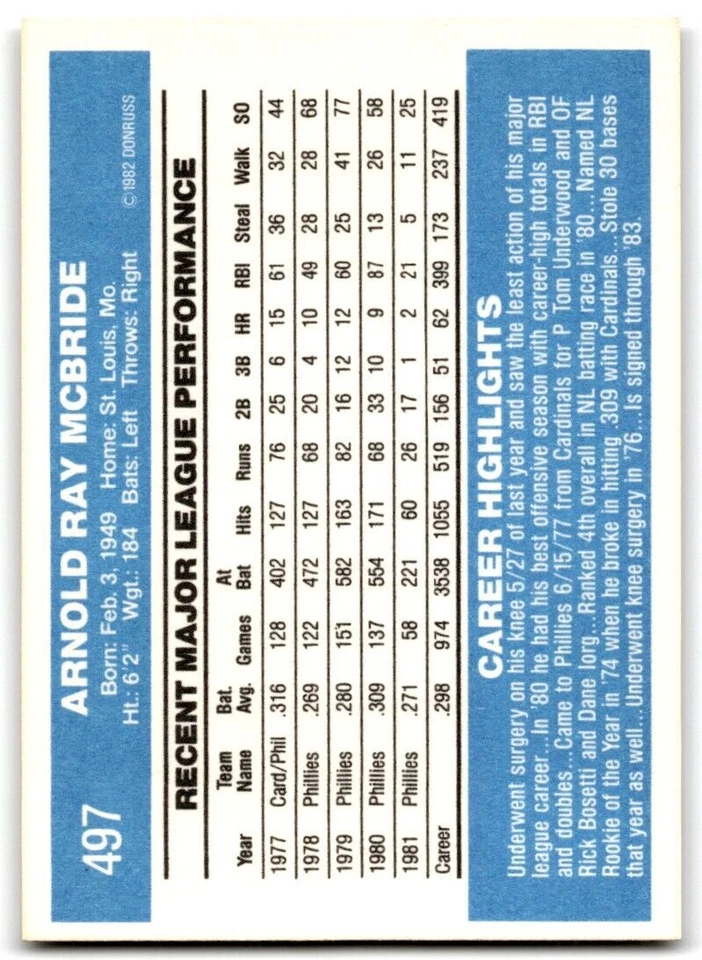 497
ARNOLD RAY MCBRIDE
Born: Feb. 3, 1949 Home: St. Louis, Mo.
Ht.: 6'2" Wgt.: 184 Bats: Left Throws: Right
© 1982 DONRUSS
RECENT MAJOR LEAGUE PERFORMANCE
Year Team Name Bat. Avg. Games At Bat Hits Runs 2B 3B HR RBI Steal Walk SO
1977 Card/Phil .316 128 402 127 76 25 6 15 61 36 32 44
1978 Phillies .269 122 472 127 68 20 4 10 49 28 28 68
1979 Phillies .280 151 582 163 82 16 12 12 60 25 41 77
1980 Phillies .309 137 554 171 68 33 10 9 87 13 26 58
1981 Phillies .271 58 221 60 26 17 1 2 21 5 11 25
Career .298 974 3538 1055 519 156 51 62 399 173 237 419
CAREER HIGHLIGHTS
Underwent surgery on his knee 5/27 of last year and saw the least action of his major
league career...In '80 he had his best offensive season with career-high totals in RBI
and doubles...Came to Phillies 6/15/77 from Cardinals for P Tom Underwood and OF
Rick Bosetti and Dane Iorg...Ranked 4th overall in NL batting race in '80...Named NL
Rookie of the Year in '74 when he broke in hitting .309 with Cardinals...Stole 30 bases
that year as well...Underwent knee surgery in '76...Is signed through '83.